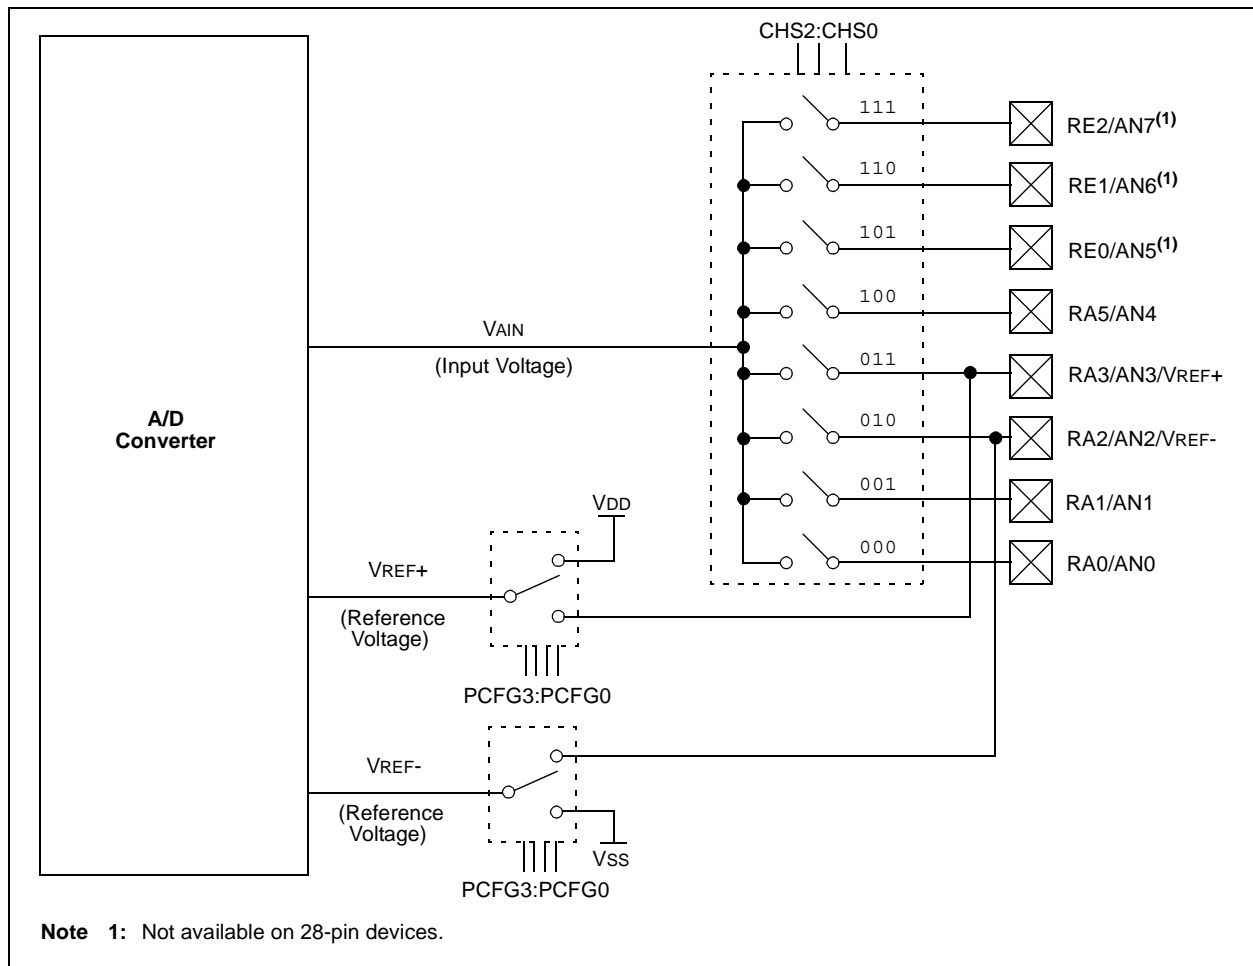 CHS2:CHS0
111
RE2/AN7(1)
110
RE1/AN6(1)
101
RE0/AN5(1)
100
RA5/AN4
VAIN
(Input Voltage)
011
RA3/AN3/VREF+
A/D
Converter
010
RA2/AN2/VREF-
001
RA1/AN1
VDD
000
RA0/AN0
VREF+
(Reference
Voltage)
PCFG3:PCFG0
VREF-
(Reference
Voltage)
VSS
PCFG3:PCFG0
Note 1: Not available on 28-pin devices.